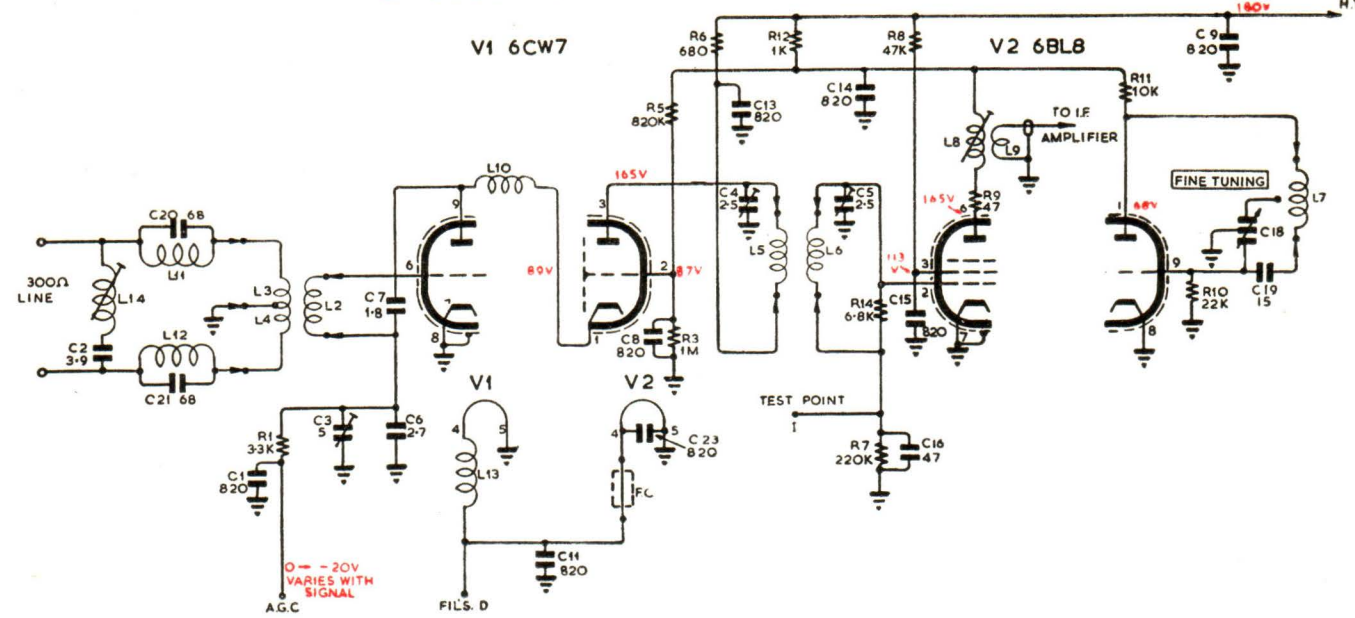 180V
H.
V1 6CW7
R6
680
R12
1K
R8
47K
V2 6BL8
C9
820
R5
820K
C13
820
C14
820
R11
10K
TO I.F.
AMPLIFIER
L8
L9
L10
165V
C4
2·5
C5
2·5
R9
47
FINE TUNING
L7
C18
C20 68
L11
300Ω
LINE
L14
L3
L4
L2
C7
1·8
9
6
7
8
3
89V
2
87V
1
L5
L6
165V
6
113
V
3
2
7
1
68V
9
8
C2
3·9
L12
C21 68
C8
820
R3
1M
R14
6·8K
C15
820
R10
22K
C19
15
V1
V2
TEST POINT
1
R1
3·3K
C3
5
C6
2·7
4
5
4
5
C23
820
R7
220K
C16
47
C1
820
L13
C11
820
0→ -20V
VARIES WITH
SIGNAL
A.G.C
FILS. D